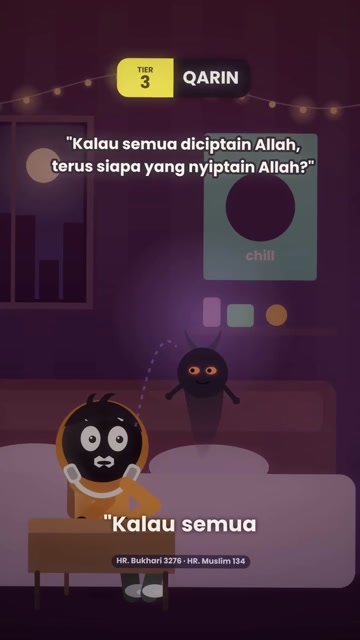 TIER
3
QARIN
"Kalau semua diciptain Allah,
terus siapa yang nyiptain Allah?"
chill
"Kalau semua
HR. Bukhari 3276 · HR. Muslim 134